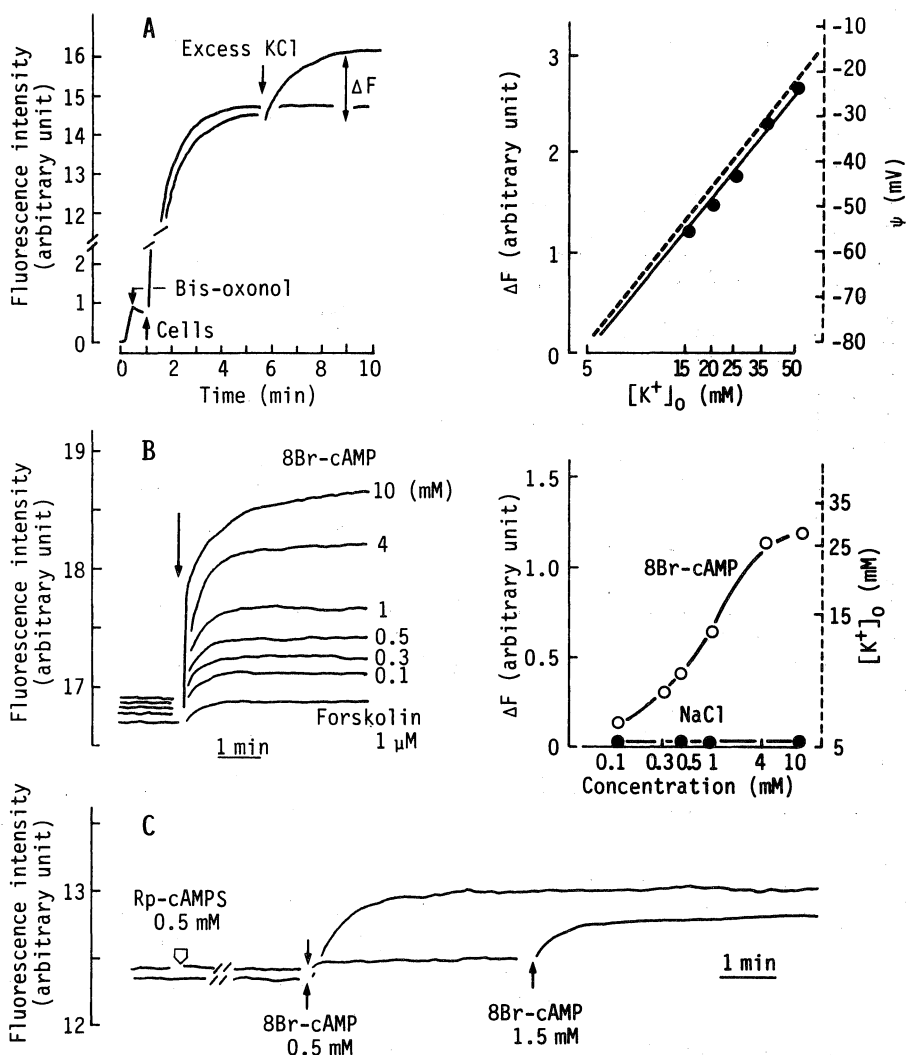 A
Fluorescence intensity
(arbitrary unit)
16
15
14
13
12
2
1
0
Excess KCl
ΔF
Bis-oxonol
Cells
0 2 4 6 8 10
Time (min)
ΔF (arbitrary unit)
3
2
1
0
-10
-20
-30
-40
-50
-60
-70
-80
ψ (mV)
5 15 20 25 35 50
[K+]o (mM)
B
Fluorescence intensity
(arbitrary unit)
19
18
17
8Br-cAMP
10 (mM)
4
1
0.5
0.3
0.1
Forskolin
1 μM
1 min
ΔF (arbitrary unit)
1.5
1.0
0.5
0
8Br-cAMP
NaCl
35
25
15
5
[K+]o (mM)
0.1 0.3 0.5 1 4 10
Concentration (mM)
C
Fluorescence intensity
(arbitrary unit)
13
12
Rp-cAMPS
0.5 mM
8Br-cAMP
0.5 mM
8Br-cAMP
1.5 mM
1 min